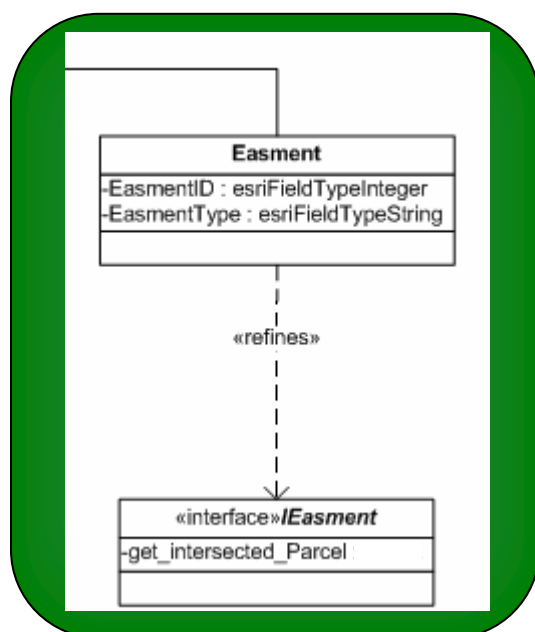 Easment
-EasmentID : esriFieldTypeInteger
-EasmentType : esriFieldTypeString
«refines»
«interface»IEasment
-get_intersected_Parcel :